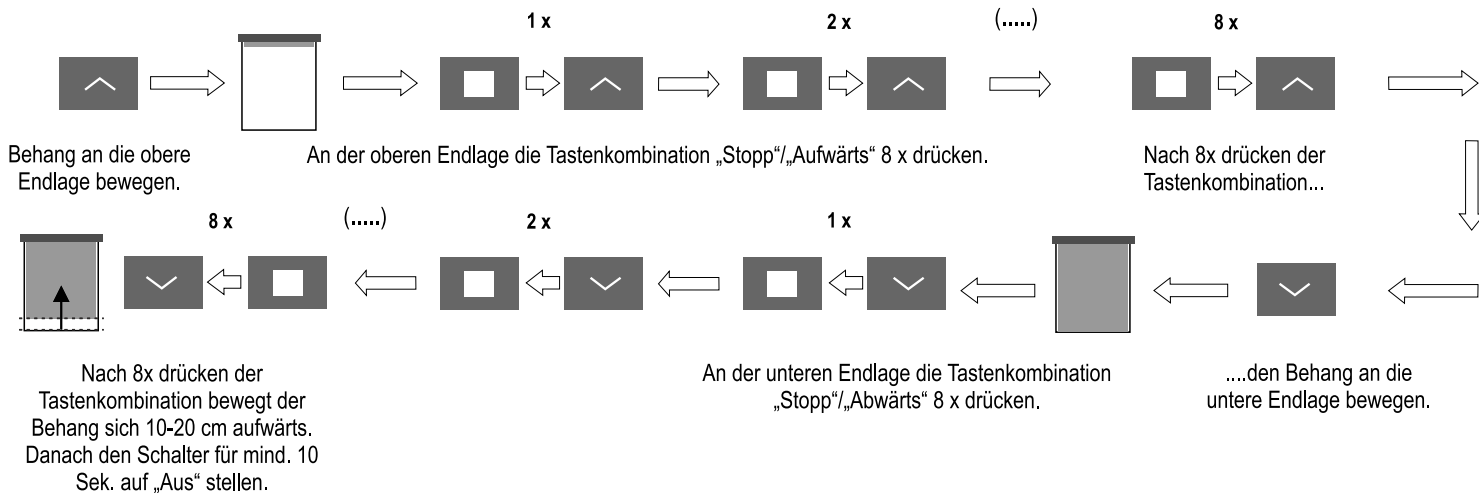 1 x
2 x
(.....)
8 x
Behang an die obere
Endlage bewegen.
An der oberen Endlage die Tastenkombination „Stopp“/„Aufwärts“ 8 x drücken.
Nach 8x drücken der
Tastenkombination...
8 x
(.....)
2 x
1 x
Nach 8x drücken der
Tastenkombination bewegt der
Behang sich 10-20 cm aufwärts.
Danach den Schalter für mind. 10
Sek. auf „Aus“ stellen.
An der unteren Endlage die Tastenkombination
„Stopp“/„Abwärts“ 8 x drücken.
....den Behang an die
untere Endlage bewegen.